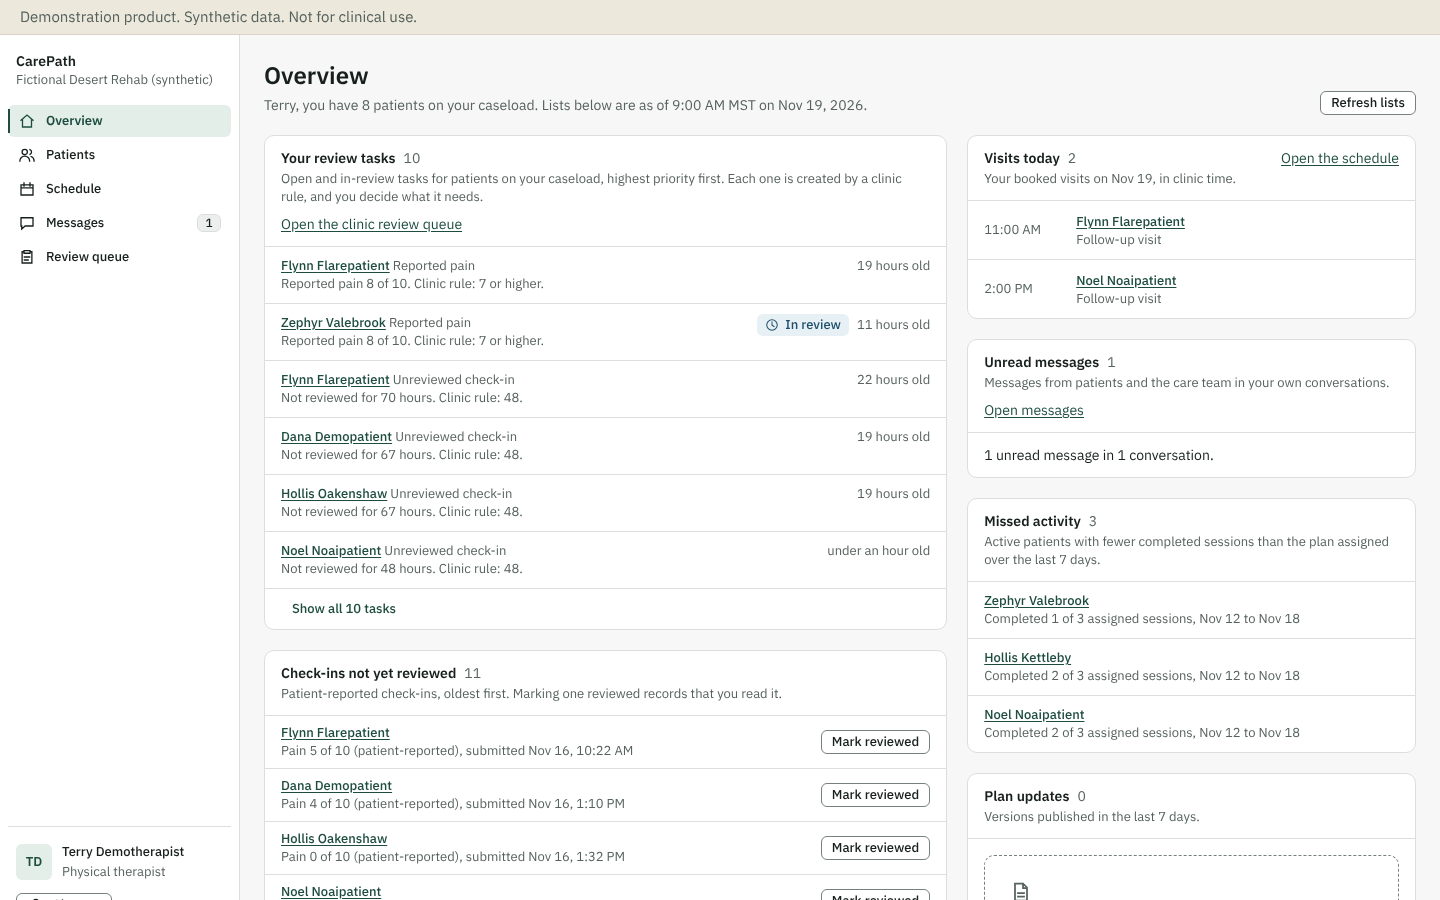 Demonstration product. Synthetic data. Not for clinical use.
CarePath
Fictional Desert Rehab (synthetic)
Overview
Patients
Schedule
Messages 1
Review queue
Terry Demotherapist
TD
Physical therapist
Overview
Terry, you have 8 patients on your caseload. Lists below are as of 9:00 AM MST on Nov 19, 2026.
Refresh lists
Your review tasks 10
Open and in-review tasks for patients on your caseload, highest priority first. Each one is created by a clinic
rule, and you decide what it needs.
Open the clinic review queue
Flynn Flarepatient Reported pain 19 hours old
Reported pain 8 of 10. Clinic rule: 7 or higher.
Zephyr Valebrook Reported pain In review 11 hours old
Reported pain 8 of 10. Clinic rule: 7 or higher.
Flynn Flarepatient Unreviewed check-in 22 hours old
Not reviewed for 70 hours. Clinic rule: 48.
Dana Demopatient Unreviewed check-in 19 hours old
Not reviewed for 67 hours. Clinic rule: 48.
Hollis Oakenshaw Unreviewed check-in 19 hours old
Not reviewed for 67 hours. Clinic rule: 48.
Noel Noaipatient Unreviewed check-in under an hour old
Not reviewed for 48 hours. Clinic rule: 48.
Show all 10 tasks
Check-ins not yet reviewed 11
Patient-reported check-ins, oldest first. Marking one reviewed records that you read it.
Flynn Flarepatient
Pain 5 of 10 (patient-reported), submitted Nov 16, 10:22 AM
Mark reviewed
Dana Demopatient
Pain 4 of 10 (patient-reported), submitted Nov 16, 1:10 PM
Mark reviewed
Hollis Oakenshaw
Pain 0 of 10 (patient-reported), submitted Nov 16, 1:32 PM
Mark reviewed
Noel Noaipatient
Mark reviewed
Visits today 2 Open the schedule
Your booked visits on Nov 19, in clinic time.
11:00 AM Flynn Flarepatient
Follow-up visit
2:00 PM Noel Noaipatient
Follow-up visit
Unread messages 1
Messages from patients and the care team in your own conversations.
Open messages
1 unread message in 1 conversation.
Missed activity 3
Active patients with fewer completed sessions than the plan assigned
over the last 7 days.
Zephyr Valebrook
Completed 1 of 3 assigned sessions, Nov 12 to Nov 18
Hollis Kettleby
Completed 2 of 3 assigned sessions, Nov 12 to Nov 18
Noel Noaipatient
Completed 2 of 3 assigned sessions, Nov 12 to Nov 18
Plan updates 0
Versions published in the last 7 days.